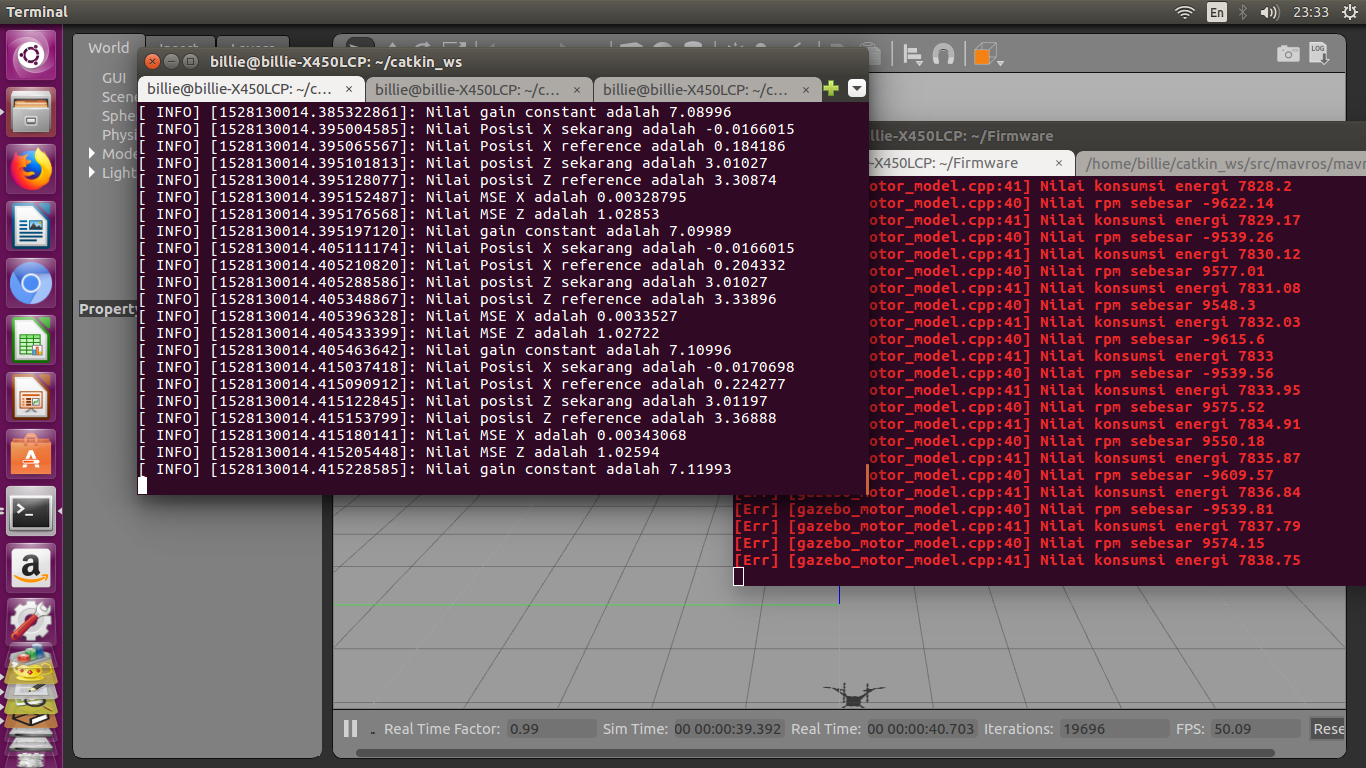 Terminal
En
23:33
World
Insert
Layers
GUI
Scene
Sphe
Physi
Mode
Light
Property
LOG
billie@billie-X450LCP: ~/catkin_ws
billie@billie-X450LCP: ~/c... ×
billie@billie-X450LCP: ~/c... ×
billie@billie-X450LCP: ~/c... ×
[ INFO] [1528130014.385322861]: Nilai gain constant adalah 7.08996
[ INFO] [1528130014.395004585]: Nilai Posisi X sekarang adalah -0.0166015
[ INFO] [1528130014.395065567]: Nilai Posisi X reference adalah 0.184186
[ INFO] [1528130014.395101813]: Nilai posisi Z sekarang adalah 3.01027
[ INFO] [1528130014.395128077]: Nilai posisi Z reference adalah 3.30874
[ INFO] [1528130014.395152487]: Nilai MSE X adalah 0.00328795
[ INFO] [1528130014.395176568]: Nilai MSE Z adalah 1.02853
[ INFO] [1528130014.395197120]: Nilai gain constant adalah 7.09989
[ INFO] [1528130014.405111174]: Nilai Posisi X sekarang adalah -0.0166015
[ INFO] [1528130014.405210820]: Nilai Posisi X reference adalah 0.204332
[ INFO] [1528130014.405288586]: Nilai posisi Z sekarang adalah 3.01027
[ INFO] [1528130014.405348867]: Nilai posisi Z reference adalah 3.33896
[ INFO] [1528130014.405396328]: Nilai MSE X adalah 0.0033527
[ INFO] [1528130014.405433399]: Nilai MSE Z adalah 1.02722
[ INFO] [1528130014.405463642]: Nilai gain constant adalah 7.10996
[ INFO] [1528130014.415037418]: Nilai Posisi X sekarang adalah -0.0170698
[ INFO] [1528130014.415090912]: Nilai Posisi X reference adalah 0.224277
[ INFO] [1528130014.415122845]: Nilai posisi Z sekarang adalah 3.01197
[ INFO] [1528130014.415153799]: Nilai posisi Z reference adalah 3.36888
[ INFO] [1528130014.415180141]: Nilai MSE X adalah 0.00343068
[ INFO] [1528130014.415205448]: Nilai MSE Z adalah 1.02594
[ INFO] [1528130014.415228585]: Nilai gain constant adalah 7.11993
llie-X450LCP: ~/Firmware
-X450LCP: ~/Firmware ×
/home/billie/catkin_ws/src/mavros/mavr
otor_model.cpp:41] Nilai konsumsi energi 7828.2
otor_model.cpp:40] Nilai rpm sebesar -9622.14
otor_model.cpp:41] Nilai konsumsi energi 7829.17
otor_model.cpp:40] Nilai rpm sebesar -9539.26
otor_model.cpp:41] Nilai konsumsi energi 7830.12
otor_model.cpp:40] Nilai rpm sebesar 9577.01
otor_model.cpp:41] Nilai konsumsi energi 7831.08
otor_model.cpp:40] Nilai rpm sebesar 9548.3
otor_model.cpp:41] Nilai konsumsi energi 7832.03
otor_model.cpp:40] Nilai rpm sebesar -9615.6
otor_model.cpp:41] Nilai konsumsi energi 7833
otor_model.cpp:40] Nilai rpm sebesar -9539.56
otor_model.cpp:41] Nilai konsumsi energi 7833.95
otor_model.cpp:40] Nilai rpm sebesar 9575.52
otor_model.cpp:41] Nilai konsumsi energi 7834.91
otor_model.cpp:40] Nilai rpm sebesar 9550.18
otor_model.cpp:41] Nilai konsumsi energi 7835.87
otor_model.cpp:40] Nilai rpm sebesar -9609.57
[Err] [gazebo_motor_model.cpp:41] Nilai konsumsi energi 7836.84
[Err] [gazebo_motor_model.cpp:40] Nilai rpm sebesar -9539.81
[Err] [gazebo_motor_model.cpp:41] Nilai konsumsi energi 7837.79
[Err] [gazebo_motor_model.cpp:40] Nilai rpm sebesar 9574.15
[Err] [gazebo_motor_model.cpp:41] Nilai konsumsi energi 7838.75
Real Time Factor: 0.99 Sim Time: 00 00:00:39.392 Real Time: 00 00:00:40.703 Iterations: 19696 FPS: 50.09 Rese